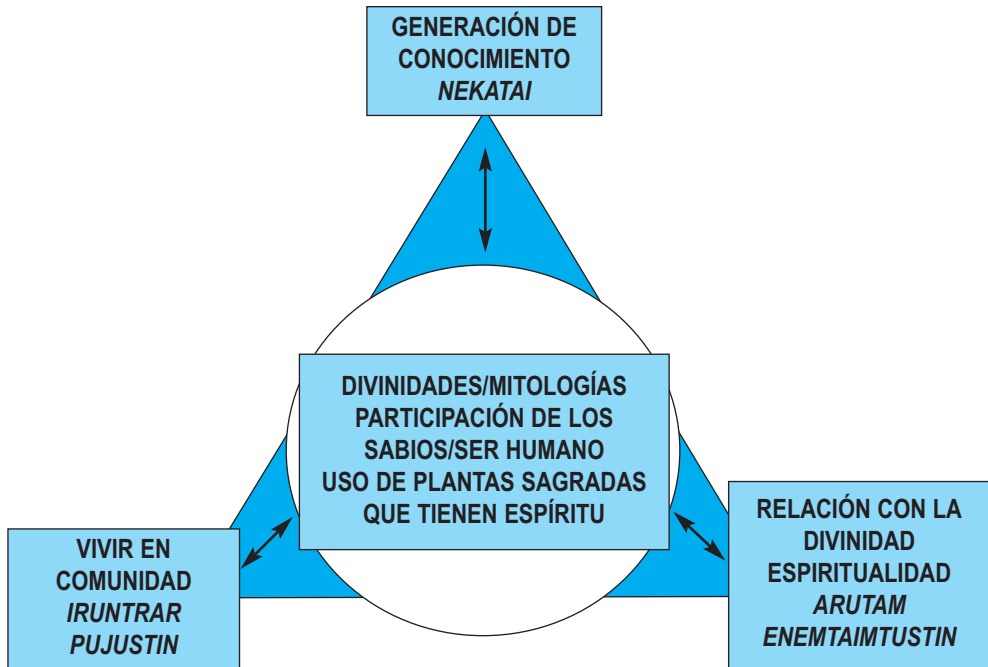 GENERACIÓN DE
CONOCIMIENTO
NEKATAI
DIVINIDADES/MITOLOGÍAS
PARTICIPACIÓN DE LOS
SABIOS/SER HUMANO
USO DE PLANTAS SAGRADAS
QUE TIENEN ESPÍRITU
VIVIR EN
COMUNIDAD
IRUNTRAR
PUJUSTIN
RELACIÓN CON LA
DIVINIDAD
ESPIRITUALIDAD
ARUTAM
ENEMTAIMTUSTIN